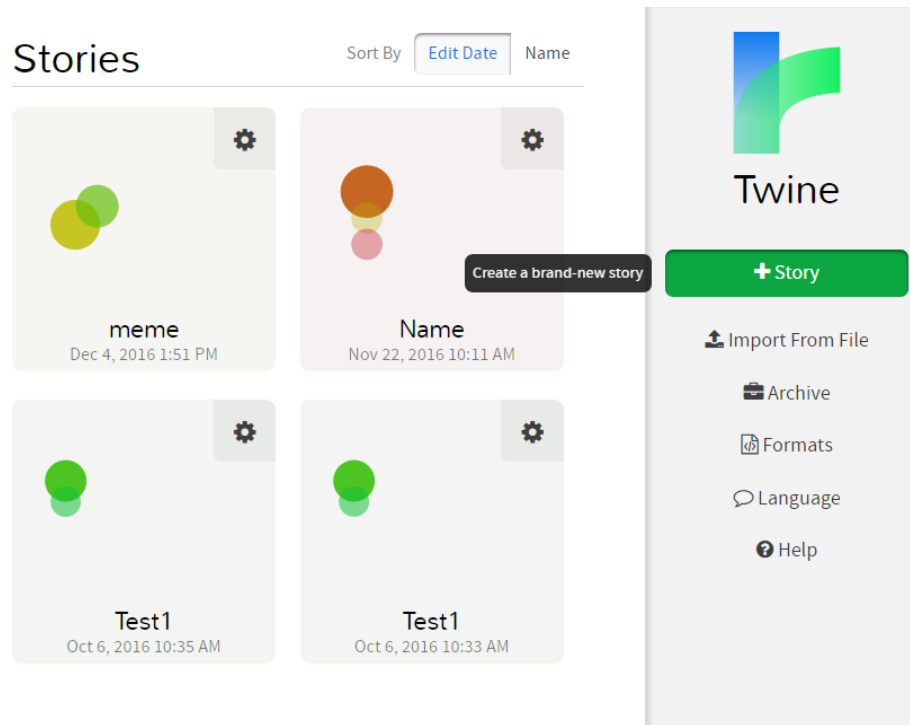 Stories
Sort By Edit Date Name
meme
Dec 4, 2016 1:51 PM
Name
Nov 22, 2016 10:11 AM
Test1
Oct 6, 2016 10:35 AM
Test1
Oct 6, 2016 10:33 AM
Create a brand-new story
Twine
Story
Import From File
Archive
Formats
Language
Help